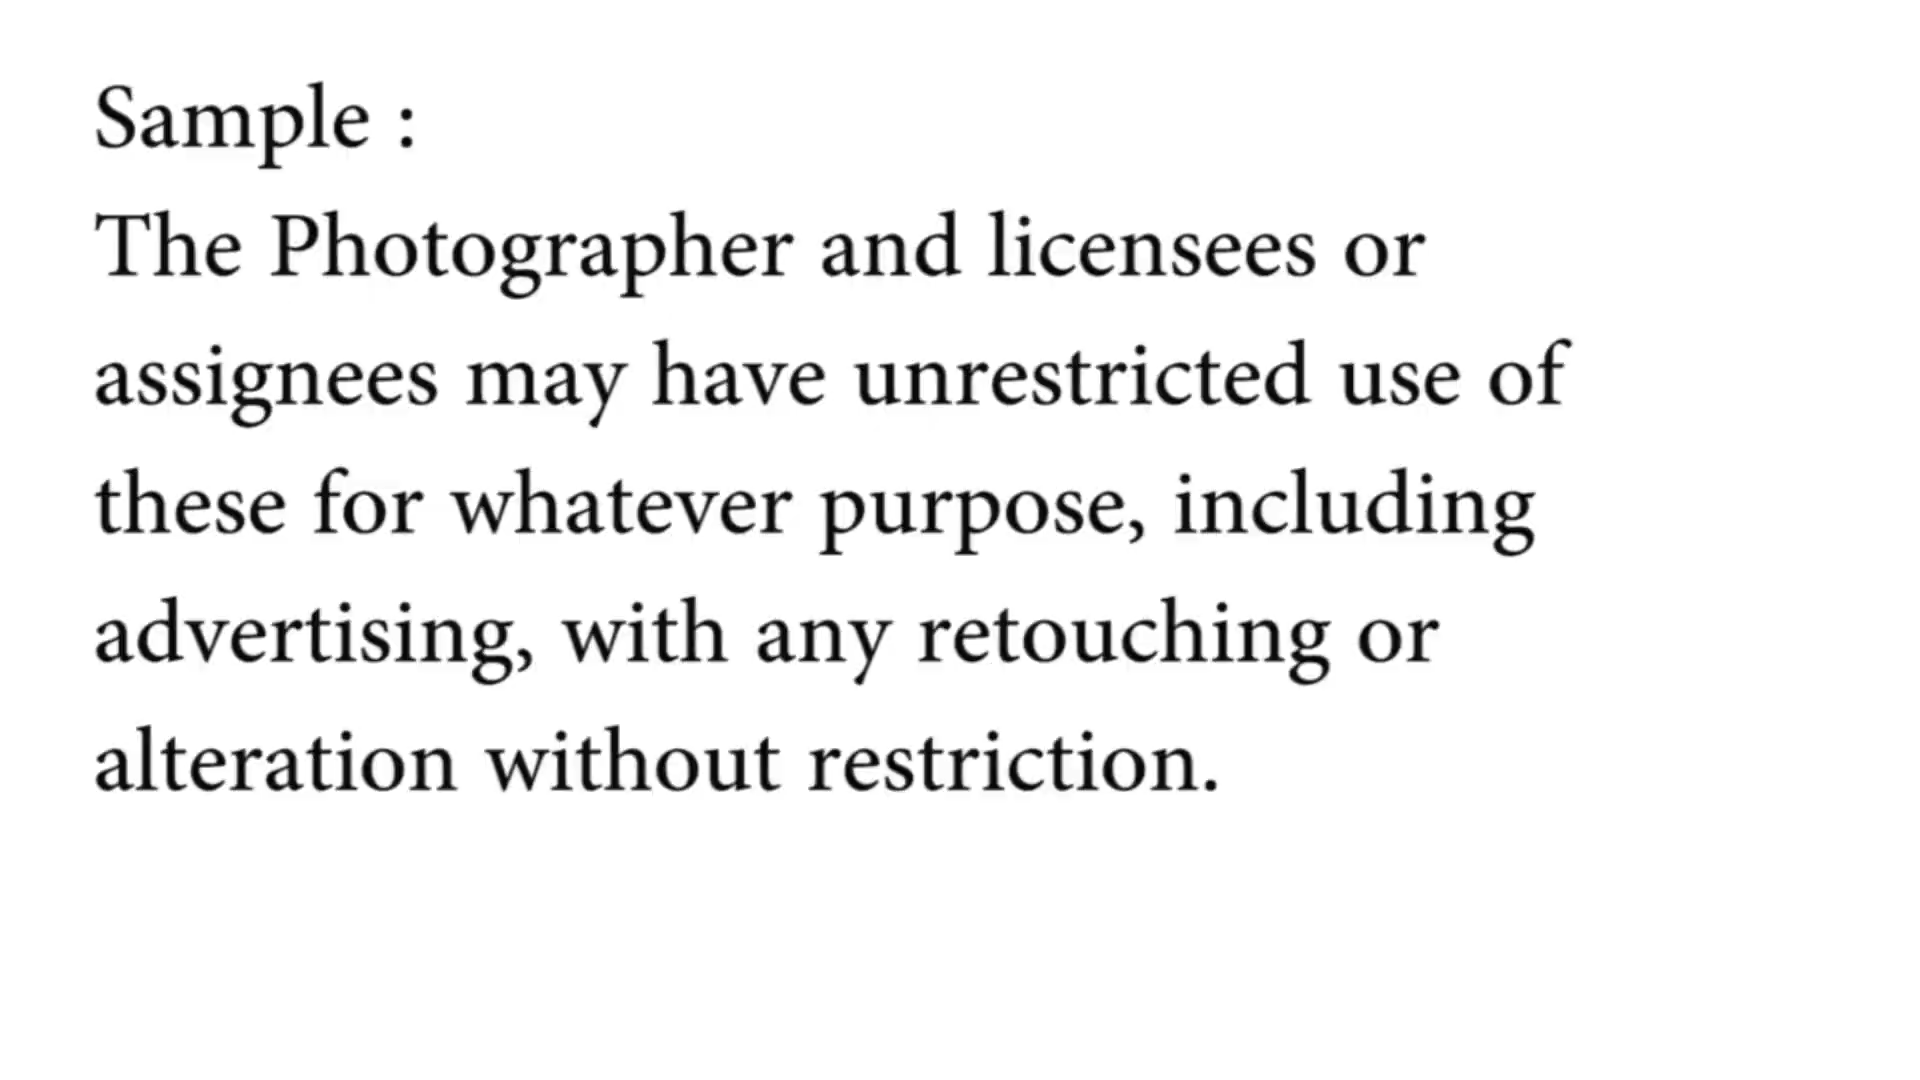 Sample :
The Photographer and licensees or
assignees may have unrestricted use of
these for whatever purpose, including
advertising, with any retouching or
alteration without restriction.